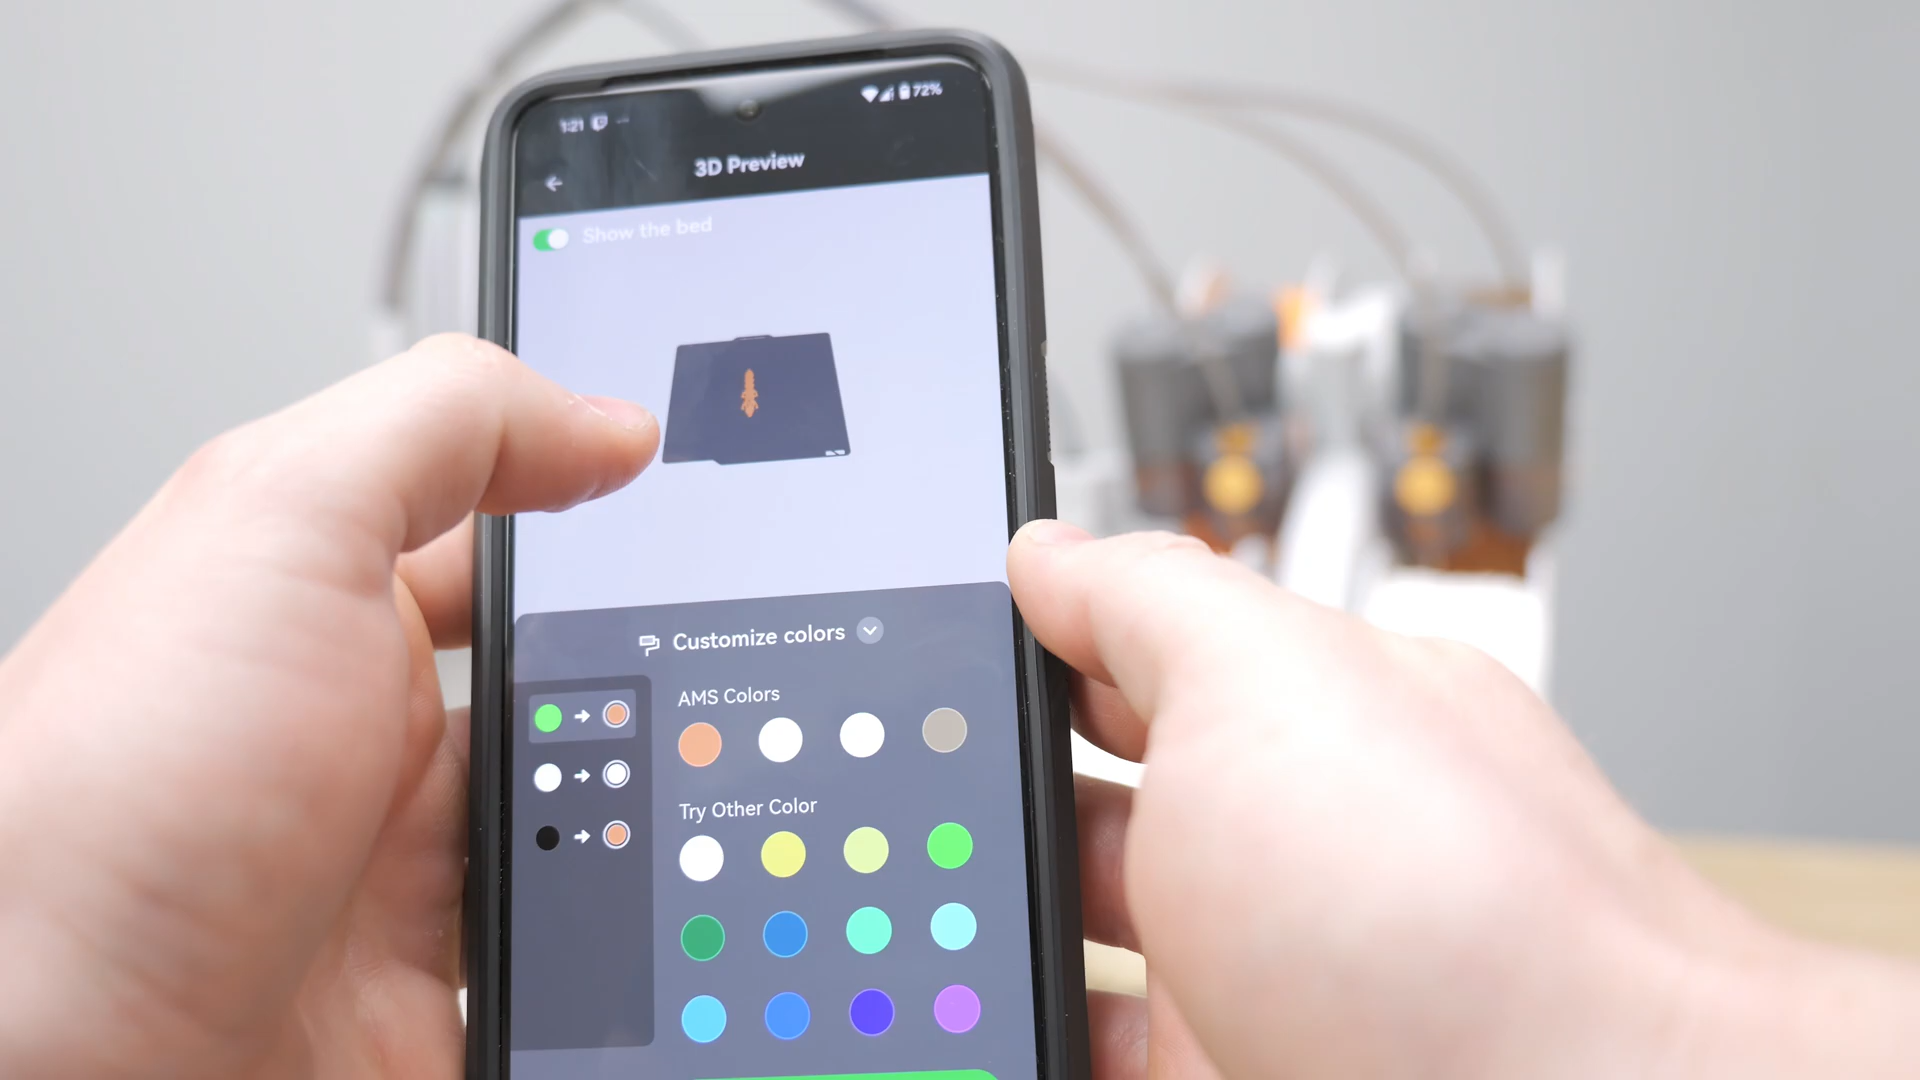 1:21
72%
3D Preview
Show the bed
Customize colors
AMS Colors
Try Other Color